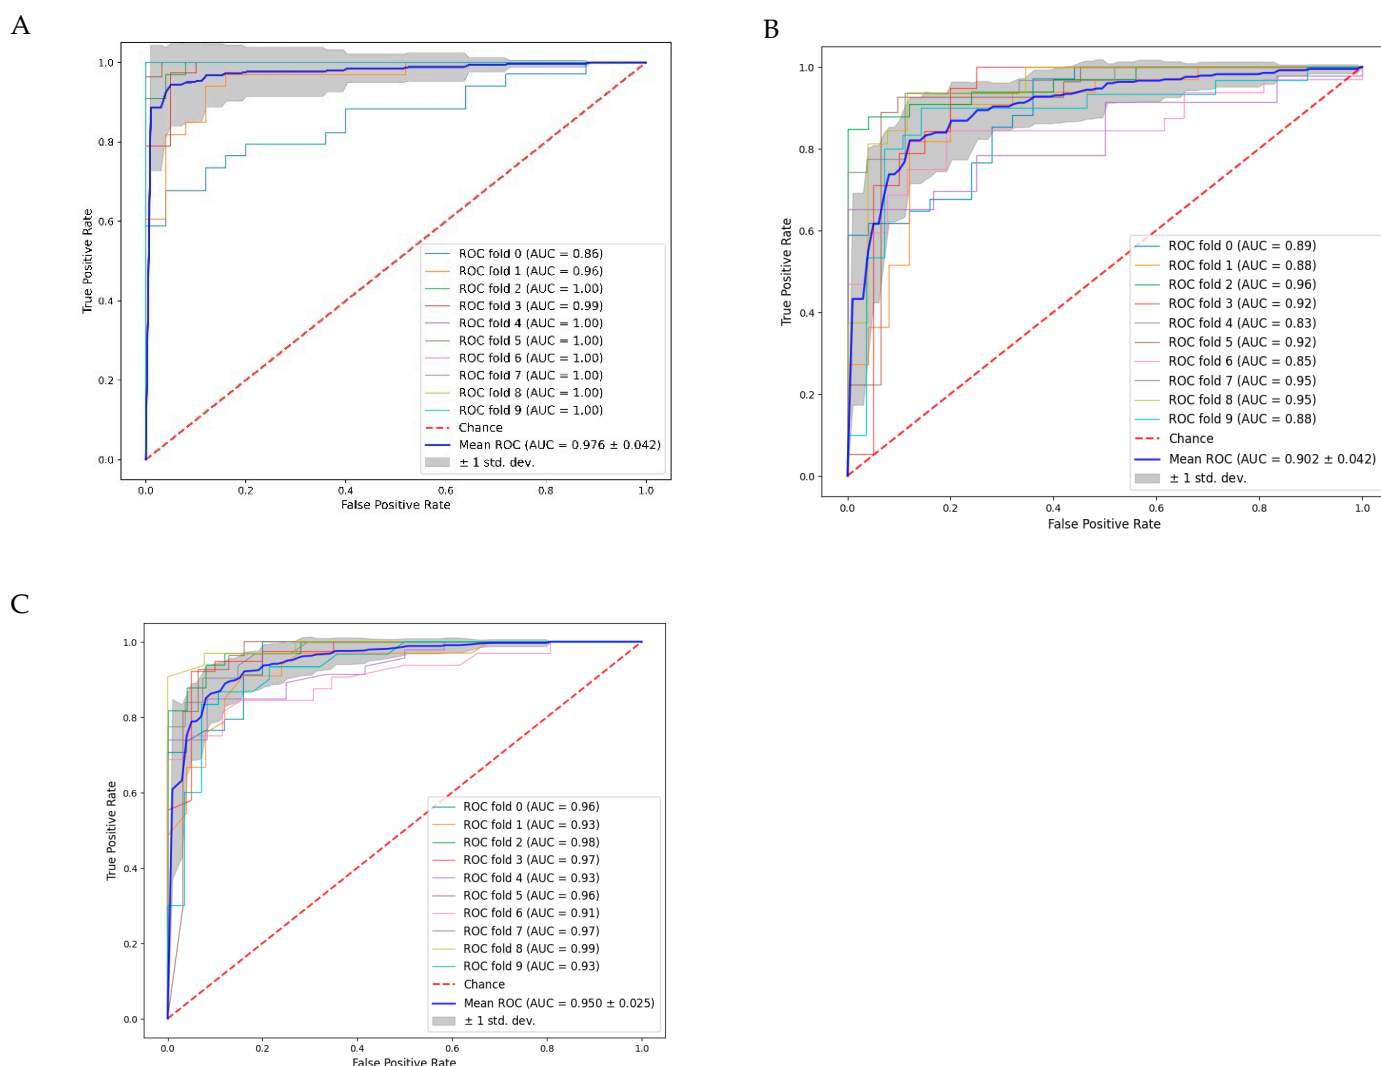 A
1.0
0.8
0.6
0.4
0.2
0.0
True Positive Rate
0.0 0.2 0.4 0.6 0.8 1.0
False Positive Rate
ROC fold 0 (AUC = 0.86)
ROC fold 1 (AUC = 0.96)
ROC fold 2 (AUC = 1.00)
ROC fold 3 (AUC = 0.99)
ROC fold 4 (AUC = 1.00)
ROC fold 5 (AUC = 1.00)
ROC fold 6 (AUC = 1.00)
ROC fold 7 (AUC = 1.00)
ROC fold 8 (AUC = 1.00)
ROC fold 9 (AUC = 1.00)
Chance
Mean ROC (AUC = 0.976 ± 0.042)
± 1 std. dev.
B
1.0
0.8
0.6
0.4
0.2
0.0
True Positive Rate
0.0 0.2 0.4 0.6 0.8 1.0
False Positive Rate
ROC fold 0 (AUC = 0.89)
ROC fold 1 (AUC = 0.88)
ROC fold 2 (AUC = 0.96)
ROC fold 3 (AUC = 0.92)
ROC fold 4 (AUC = 0.83)
ROC fold 5 (AUC = 0.92)
ROC fold 6 (AUC = 0.85)
ROC fold 7 (AUC = 0.95)
ROC fold 8 (AUC = 0.95)
ROC fold 9 (AUC = 0.88)
Chance
Mean ROC (AUC = 0.902 ± 0.042)
± 1 std. dev.
C
1.0
0.8
0.6
0.4
0.2
0.0
True Positive Rate
0.0 0.2 0.4 0.6 0.8 1.0
False Positive Rate
ROC fold 0 (AUC = 0.96)
ROC fold 1 (AUC = 0.93)
ROC fold 2 (AUC = 0.98)
ROC fold 3 (AUC = 0.97)
ROC fold 4 (AUC = 0.93)
ROC fold 5 (AUC = 0.96)
ROC fold 6 (AUC = 0.91)
ROC fold 7 (AUC = 0.97)
ROC fold 8 (AUC = 0.99)
ROC fold 9 (AUC = 0.93)
Chance
Mean ROC (AUC = 0.950 ± 0.025)
± 1 std. dev.